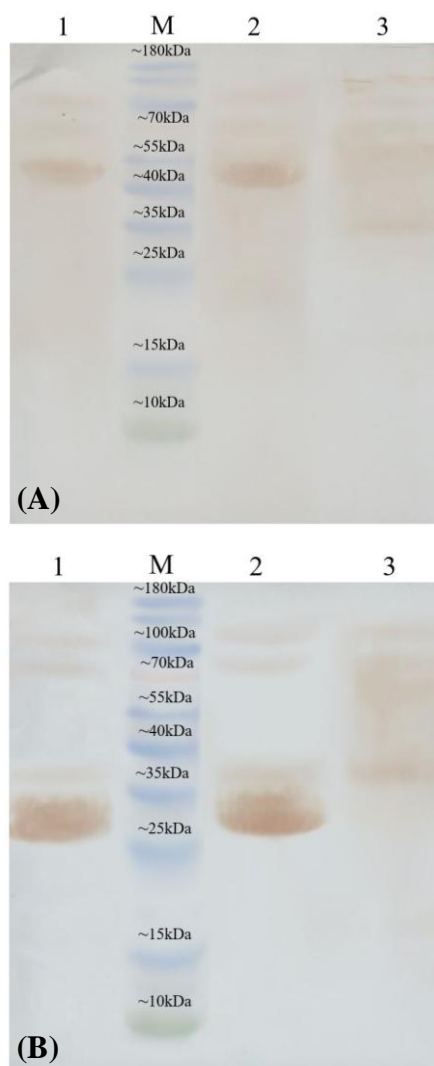 1 M 2 3
~180kDa
~70kDa
~55kDa
~40kDa
~35kDa
~25kDa
~15kDa
~10kDa
(A)
1 M 2 3
~180kDa
~100kDa
~70kDa
~55kDa
~40kDa
~35kDa
~25kDa
~15kDa
~10kDa
(B)